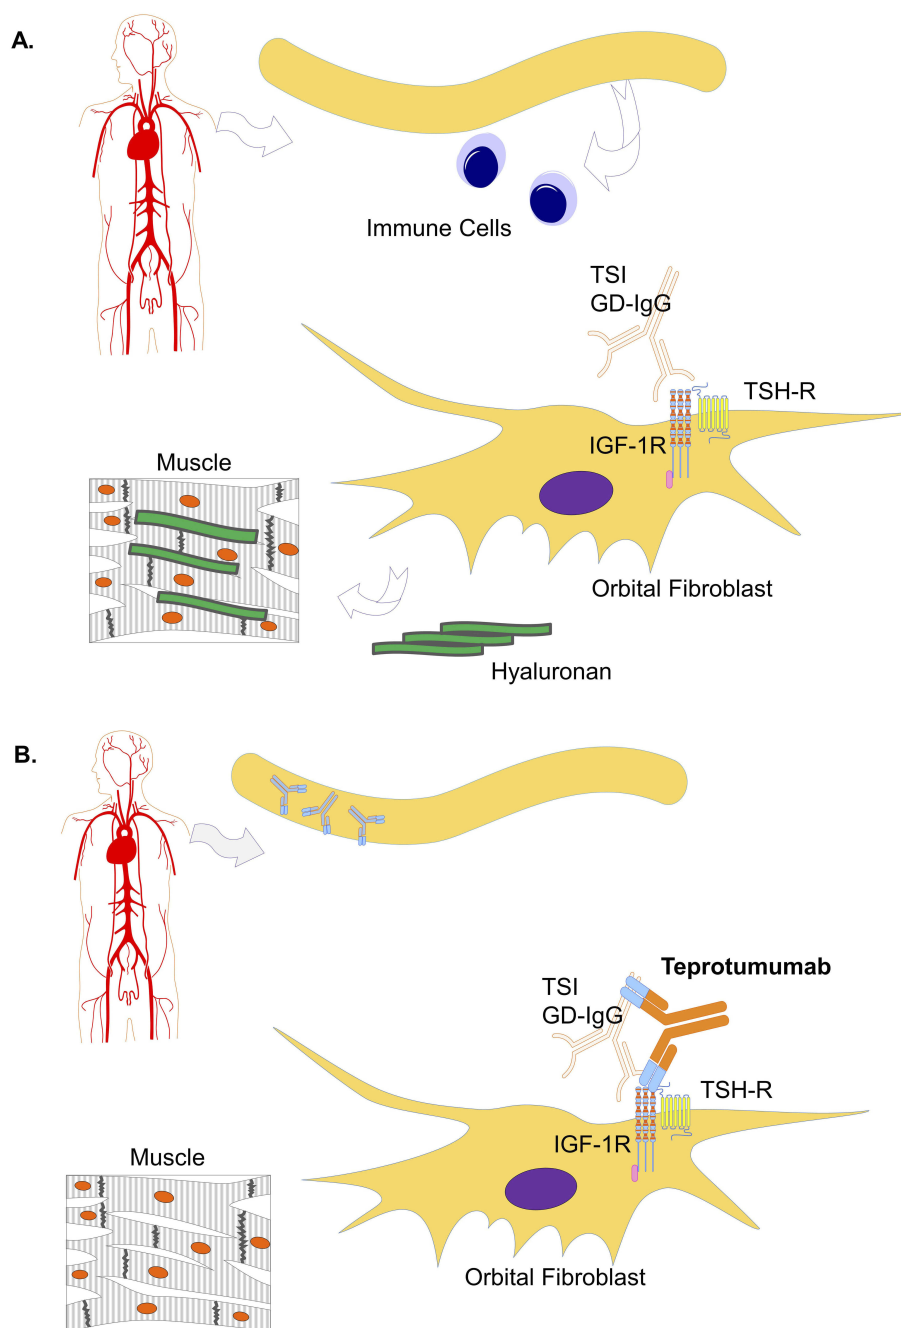 A.
Immune Cells
TSI
GD-IgG
TSH-R
IGF-1R
Muscle
Orbital Fibroblast
Hyaluronan
B.
Teprotumumab
TSI
GD-IgG
TSH-R
IGF-1R
Muscle
Orbital Fibroblast